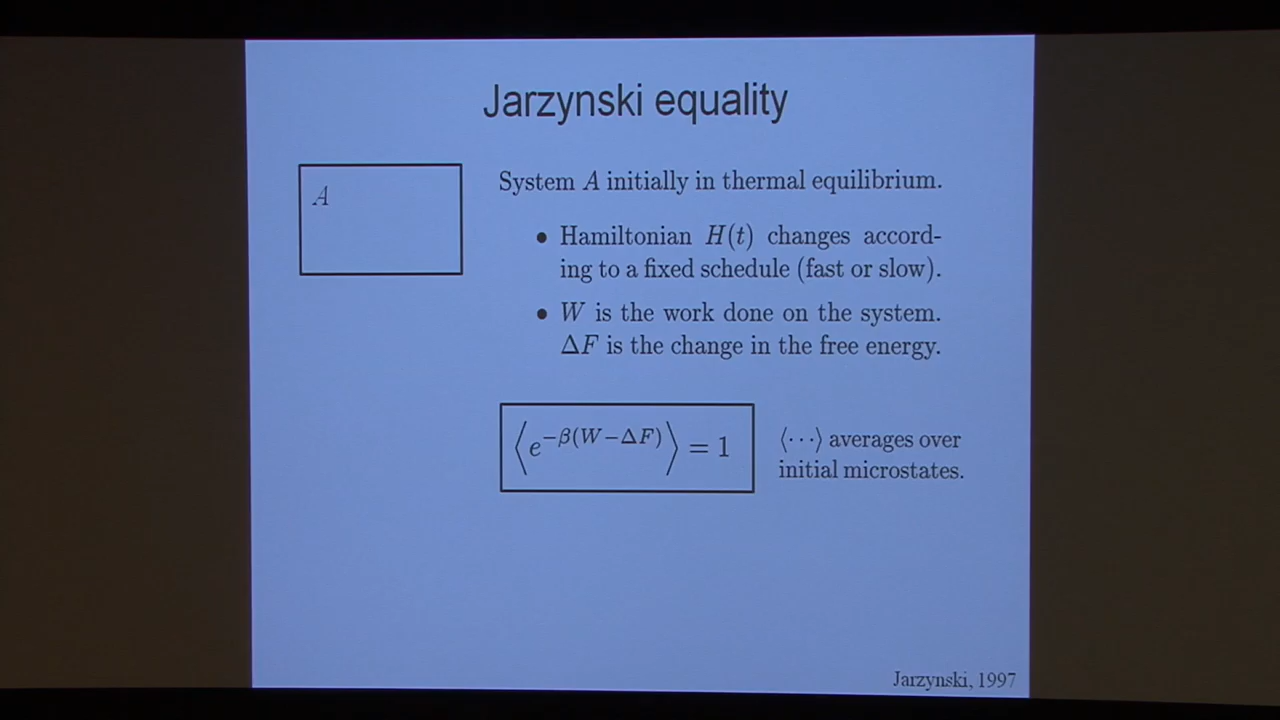 Jarzynski equality
A
System A initially in thermal equilibrium.
• Hamiltonian H(t) changes accord-
ing to a fixed schedule (fast or slow).
• W is the work done on the system.
ΔF is the change in the free energy.
⟨e^{−β(W−ΔF)}⟩ = 1
⟨···⟩ averages over
initial microstates.
Jarzynski, 1997